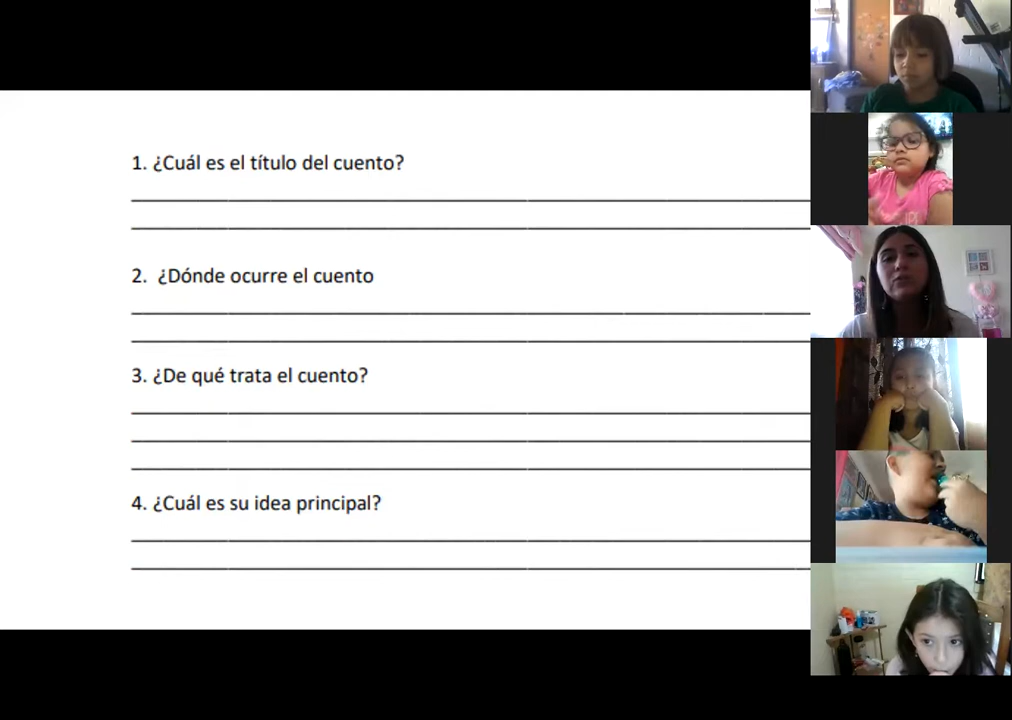 1. ¿Cuál es el título del cuento?
2. ¿Dónde ocurre el cuento
3. ¿De qué trata el cuento?
4. ¿Cuál es su idea principal?